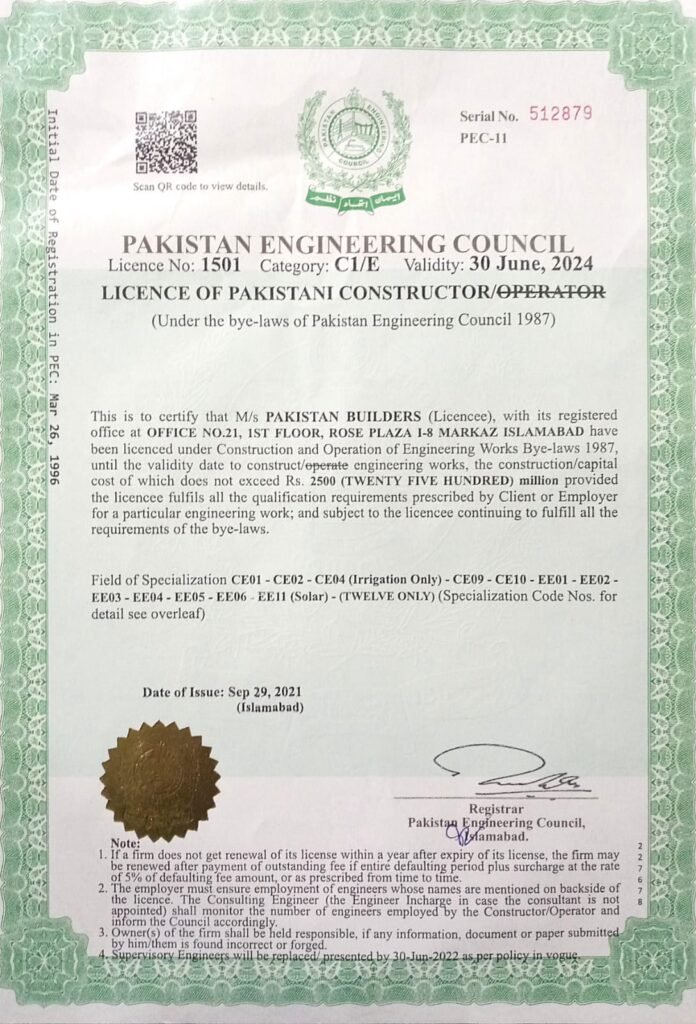 Initial Date of Registration in PEC: Mar 26, 1996
Scan QR code to view details.
PAKISTAN ENGINEERING
COUNCIL
ایمان اتحاد نظم
Serial No. 512879
PEC-11
PAKISTAN ENGINEERING COUNCIL
Licence No: 1501 Category: C1/E Validity: 30 June, 2024
LICENCE OF PAKISTANI CONSTRUCTOR/OPERATOR
(Under the bye-laws of Pakistan Engineering Council 1987)
This is to certify that M/s PAKISTAN BUILDERS (Licencee), with its registered
office at OFFICE NO.21, 1ST FLOOR, ROSE PLAZA I-8 MARKAZ ISLAMABAD have
been licenced under Construction and Operation of Engineering Works Bye-laws 1987,
until the validity date to construct/operate engineering works, the construction/capital
cost of which does not exceed Rs. 2500 (TWENTY FIVE HUNDRED) million provided
the licencee fulfils all the qualification requirements prescribed by Client or Employer
for a particular engineering work; and subject to the licencee continuing to fulfill all the
requirements of the bye-laws.
Field of Specialization CE01 - CE02 - CE04 (Irrigation Only) - CE09 - CE10 - EE01 - EE02 -
EE03 - EE04 - EE05 - EE06 - EE11 (Solar) - (TWELVE ONLY) (Specialization Code Nos. for
detail see overleaf)
Date of Issue: Sep 29, 2021
(Islamabad)
Registrar
Pakistan Engineering Council,
Islamabad.
Note:
1. If a firm does not get renewal of its license within a year after expiry of its license, the firm may
be renewed after payment of outstanding fee if entire defaulting period plus surcharge at the rate
of 5% of defaulting fee amount, or as prescribed from time to time.
2. The employer must ensure employment of engineers whose names are mentioned on backside of
the licence. The Consulting Engineer (the Engineer Incharge in case the consultant is not
appointed) shall monitor the number of engineers employed by the Constructor/Operator and
inform the Council accordingly.
3. Owner(s) of the firm shall be held responsible, if any information, document or paper submitted
by him/them is found incorrect or forged.
4. Supervisory Engineers will be replaced/ presented by 30-Jun-2022 as per policy in vogue.
227678